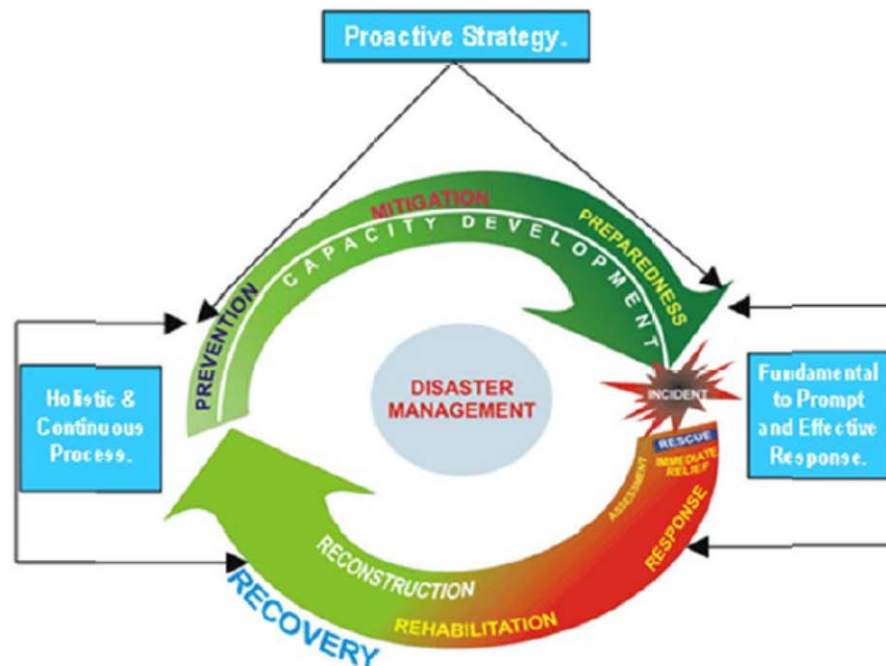 Proactive Strategy.
MITIGATION
CAPACITY DEVELOPMENT
PREPAREDNESS
PREVENTION
Holistic &
Continuous
Process.
DISASTER
MANAGEMENT
INCIDENT
Fundamental
to Prompt
and Effective
Response.
RESCUE
IMMEDIATE
RELIEF
ASSESSMENT
RESPONSE
RECONSTRUCTION
REHABILITATION
RECOVERY